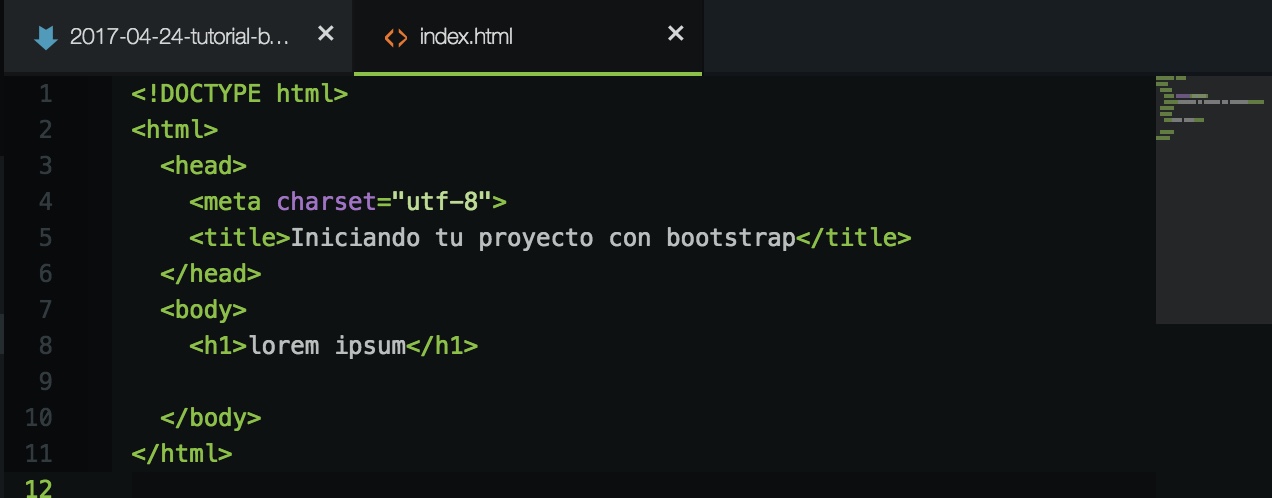 2017-04-24-tutorial-b... × index.html ×
1 <!DOCTYPE html>
2 <html>
3   <head>
4     <meta charset="utf-8">
5     <title>Iniciando tu proyecto con bootstrap</title>
6   </head>
7   <body>
8     <h1>lorem ipsum</h1>
9
10   </body>
11 </html>
12